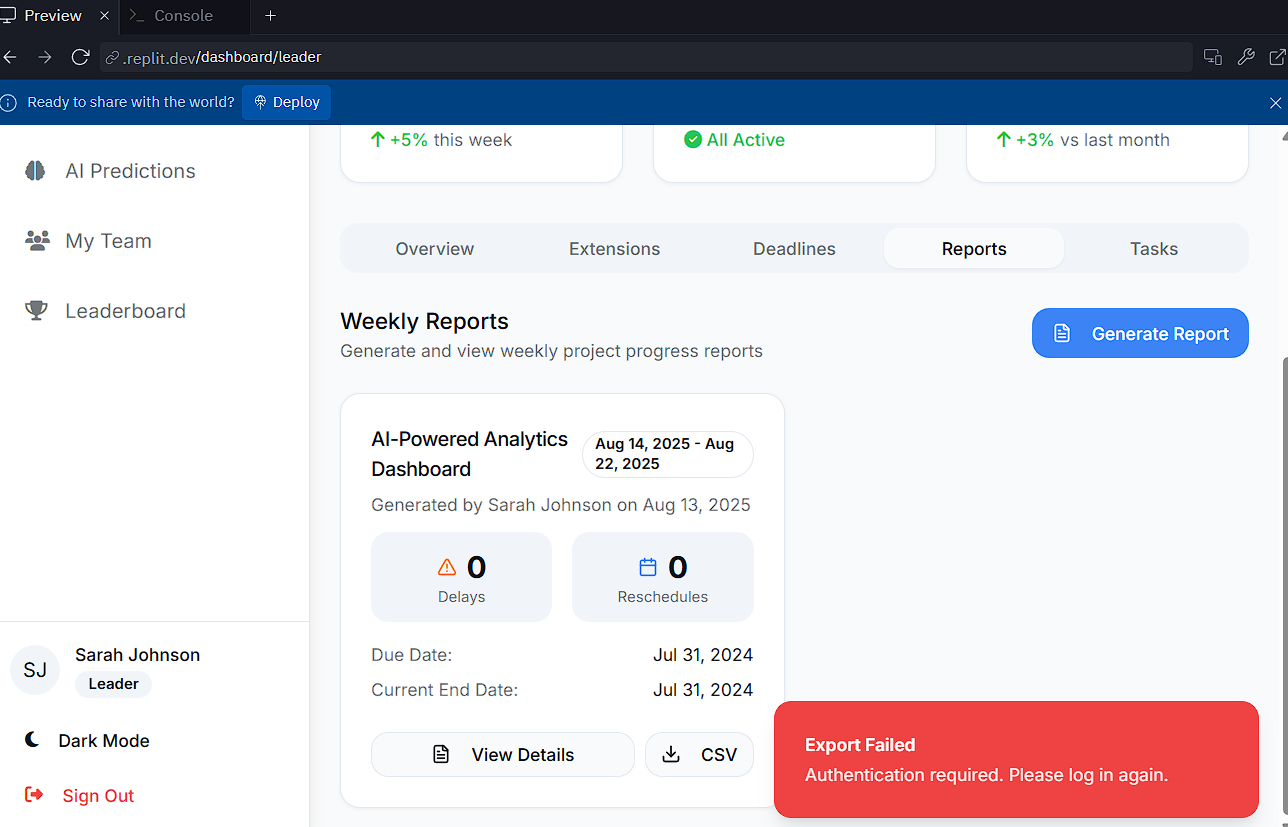 Preview
Console
.replit.dev/dashboard/leader
Ready to share with the world?
Deploy
AI Predictions
My Team
Leaderboard
Sarah Johnson
SJ
Leader
Dark Mode
Sign Out
+5% this week
All Active
+3% vs last month
Overview
Extensions
Deadlines
Reports
Tasks
Weekly Reports
Generate and view weekly project progress reports
Generate Report
AI-Powered Analytics
Dashboard
Aug 14, 2025 - Aug
22, 2025
Generated by Sarah Johnson on Aug 13, 2025
0
Delays
0
Reschedules
Due Date: Jul 31, 2024
Current End Date: Jul 31, 2024
View Details
CSV
Export Failed
Authentication required. Please log in again.